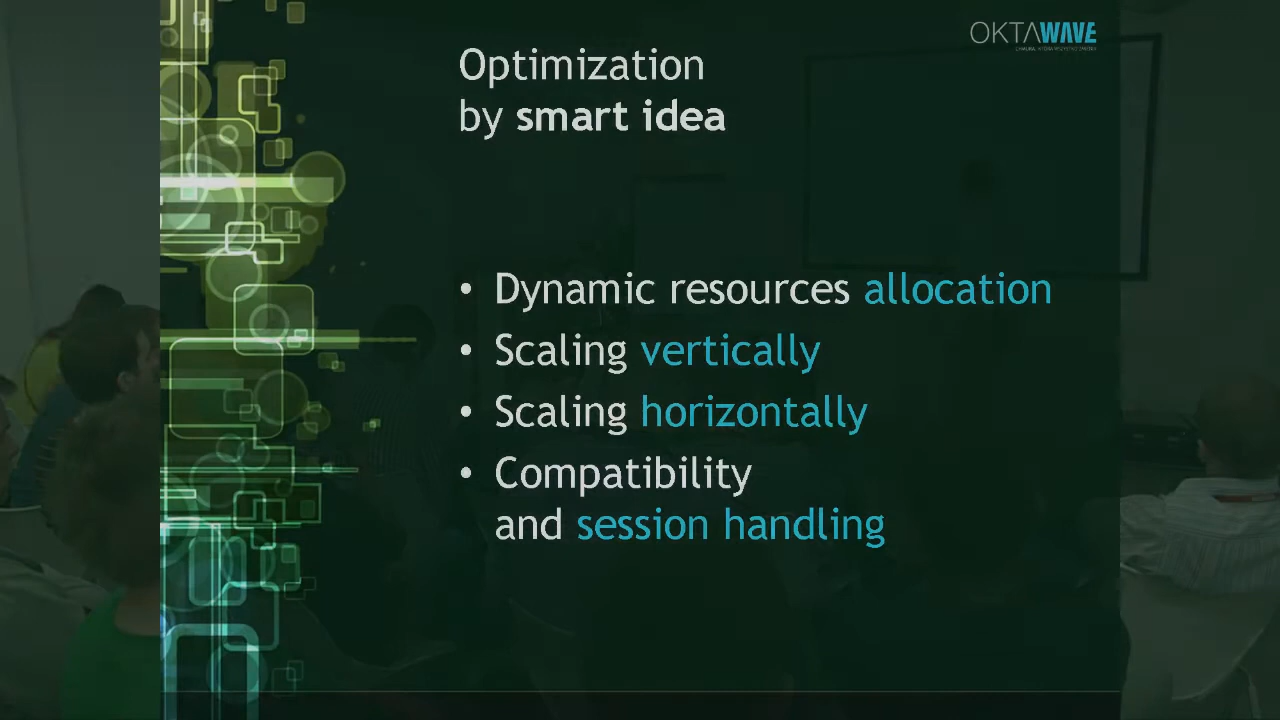 OKTAWAVE
Optimization
by smart idea
• Dynamic resources allocation
• Scaling vertically
• Scaling horizontally
• Compatibility
and session handling